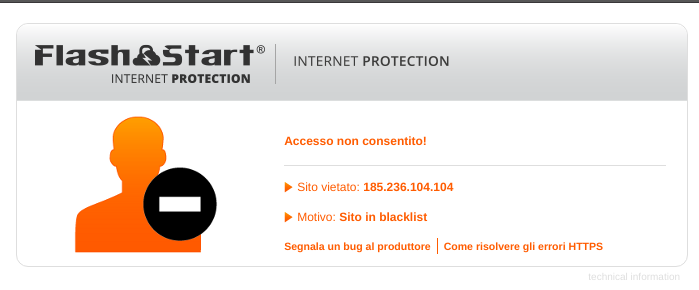 Flash Start®
INTERNET PROTECTION
INTERNET PROTECTION
Accesso non consentito!
Sito vietato: 185.236.104.104
Motivo: Sito in blacklist
Segnala un bug al produttore | Come risolvere gli errori HTTPS
technical information